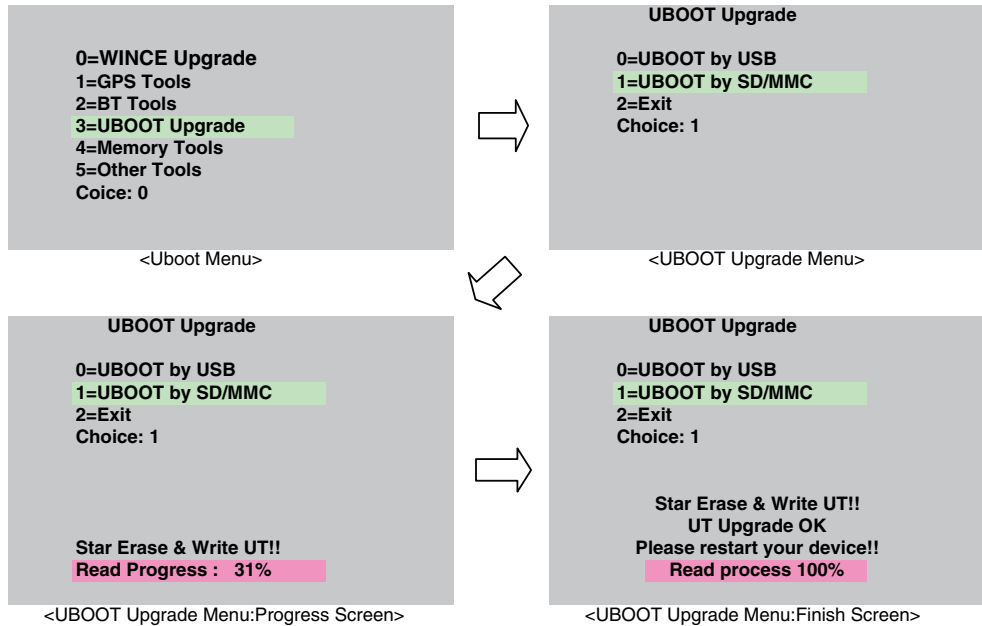 0=WINCE Upgrade
1=GPS Tools
2=BT Tools
3=UBOOT Upgrade
4=Memory Tools
5=Other Tools
Coice: 0
<Uboot Menu>
UBOOT Upgrade
0=UBOOT by USB
1=UBOOT by SD/MMC
2=Exit
Choice: 1
<UBOOT Upgrade Menu>
UBOOT Upgrade
0=UBOOT by USB
1=UBOOT by SD/MMC
2=Exit
Choice: 1
Star Erase & Write UT!!
Read Progress : 31%
<UBOOT Upgrade Menu:Progress Screen>
UBOOT Upgrade
0=UBOOT by USB
1=UBOOT by SD/MMC
2=Exit
Choice: 1
Star Erase & Write UT!!
UT Upgrade OK
Please restart your device!!
Read process 100%
<UBOOT Upgrade Menu:Finish Screen>